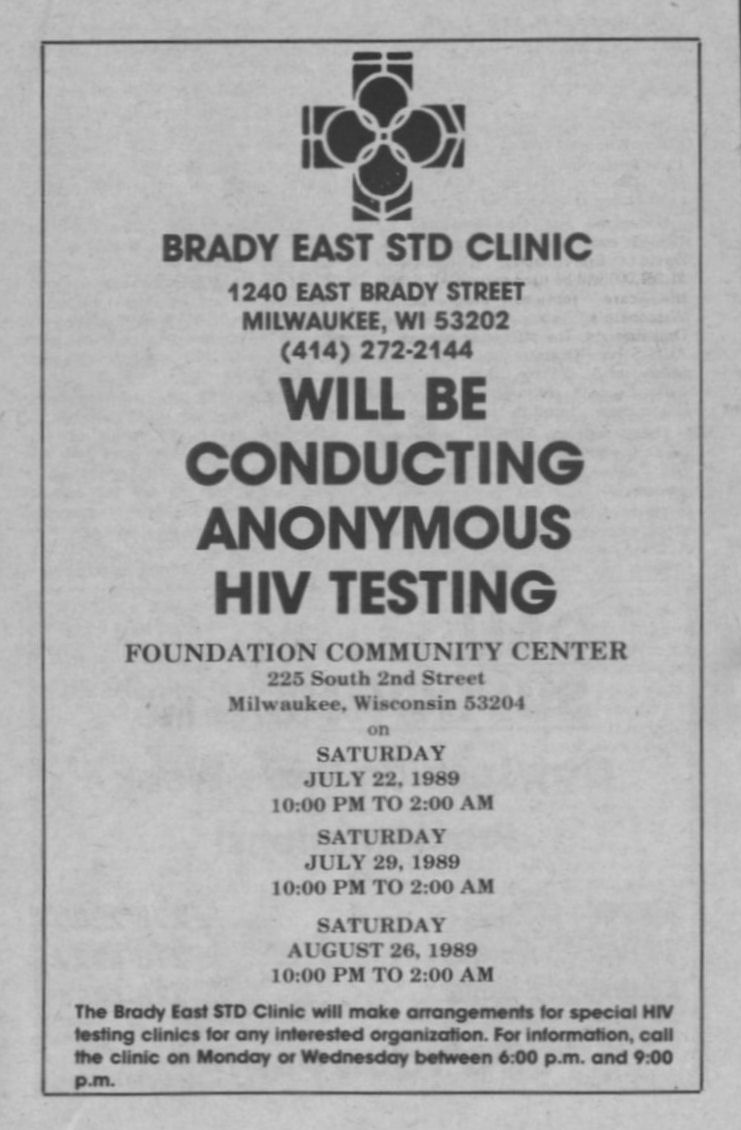 BRADY EAST STD CLINIC
1240 EAST BRADY STREET
MILWAUKEE, WI 53202
(414) 272-2144
WILL BE
CONDUCTING
ANONYMOUS
HIV TESTING
FOUNDATION COMMUNITY CENTER
225 South 2nd Street
Milwaukee, Wisconsin 53204
on
SATURDAY
JULY 22, 1989
10:00 PM TO 2:00 AM
SATURDAY
JULY 29, 1989
10:00 PM TO 2:00 AM
SATURDAY
AUGUST 26, 1989
10:00 PM TO 2:00 AM
The Brady East STD Clinic will make arrangements for special HIV
testing clinics for any interested organization. For information, call
the clinic on Monday or Wednesday between 6:00 p.m. and 9:00
p.m.